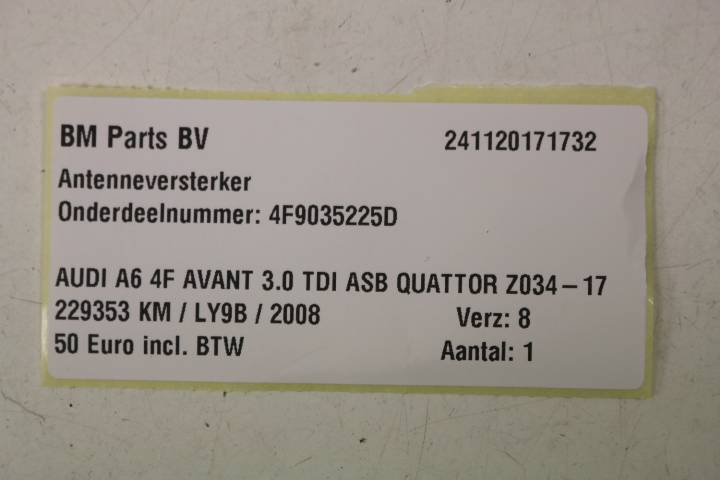 BM Parts BV 241120171732
Antenneversterker
Onderdeelnummer: 4F9035225D
AUDI A6 4F AVANT 3.0 TDI ASB QUATTOR Z034-17
229353 KM / LY9B / 2008 Verz: 8
50 Euro incl. BTW Aantal: 1